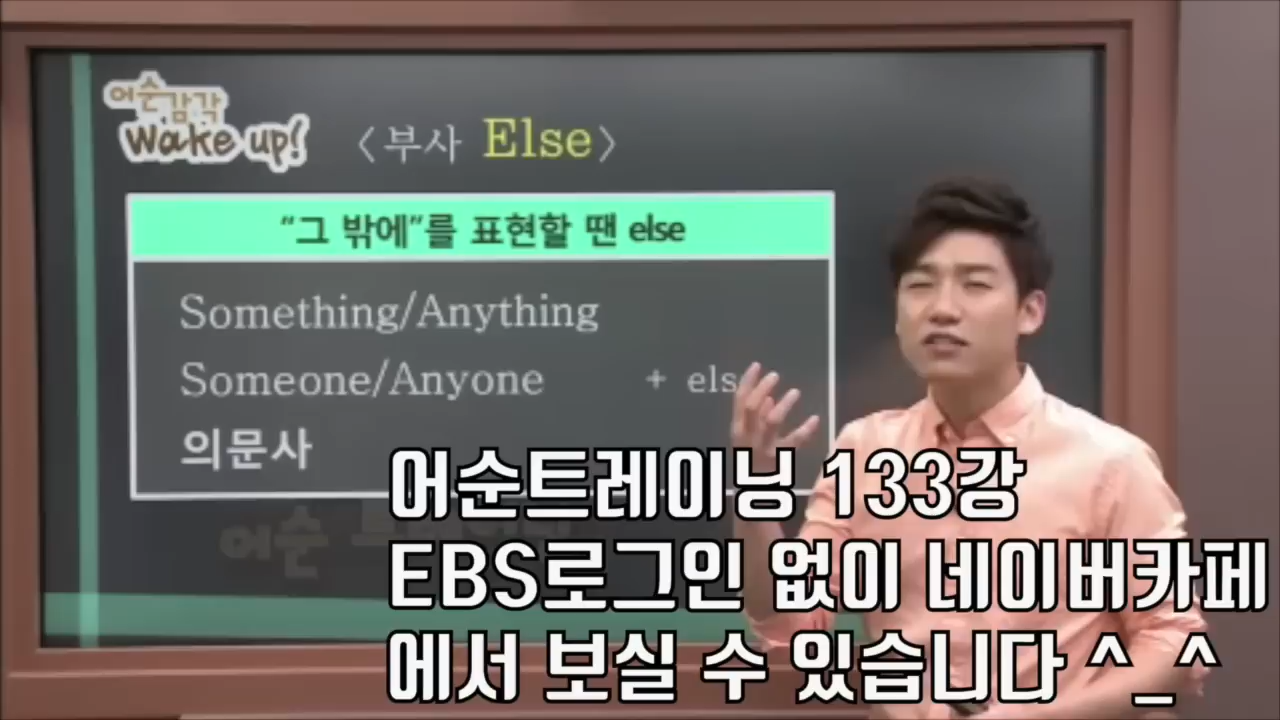 어순감각
wake up!
<부사 Else>
"그 밖에"를 표현할 땐 else
Something/Anything
Someone/Anyone + els
의문사
어순트레이닝 133강
EBS로그인 없이 네이버카페
에서 보실 수 있습니다 ^_^
어순